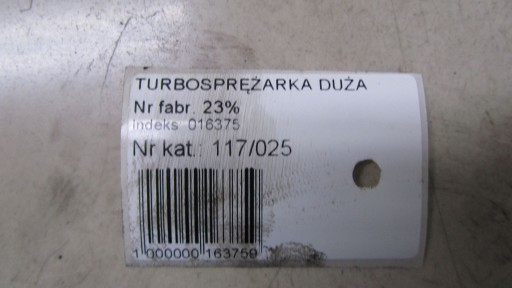 TURBOSPRĘŻARKA DUŻA
Nr fabr. 23%
Indeks 016375
Nr kat.: 117/025
1 000000 163759